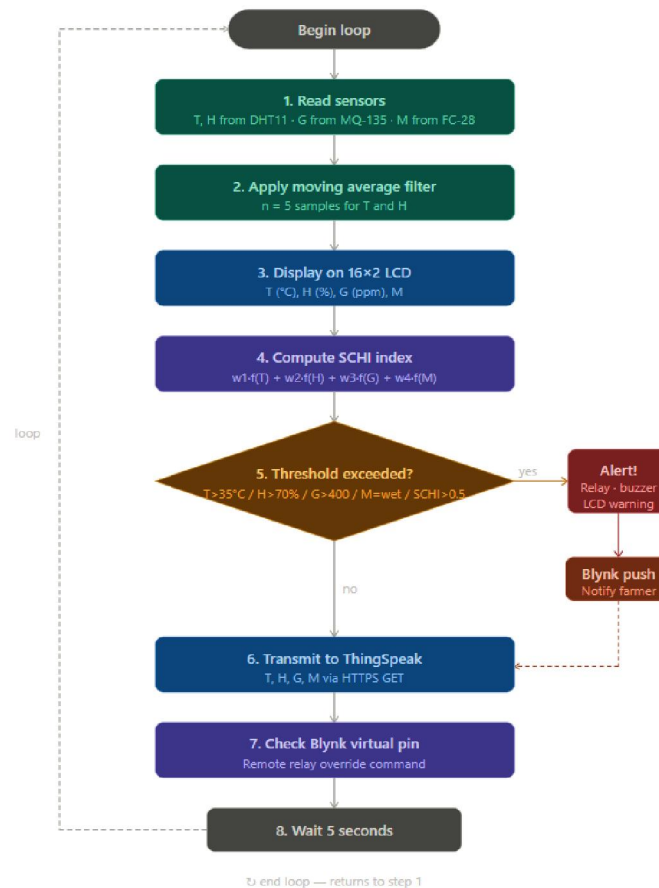 Begin loop
1. Read sensors
T, H from DHT11 · G from MQ-135 · M from FC-28
2. Apply moving average filter
n = 5 samples for T and H
3. Display on 16×2 LCD
T (°C), H (%), G (ppm), M
4. Compute SCHI index
w1·f(T) + w2·f(H) + w3·f(G) + w4·f(M)
loop
5. Threshold exceeded?
T>35°C / H>70% / G>400 / M=wet / SCHI>0.5
yes
Alert!
Relay · buzzer
LCD warning
Blynk push
Notify farmer
no
6. Transmit to ThingSpeak
T, H, G, M via HTTPS GET
7. Check Blynk virtual pin
Remote relay override command
8. Wait 5 seconds
↻ end loop — returns to step 1